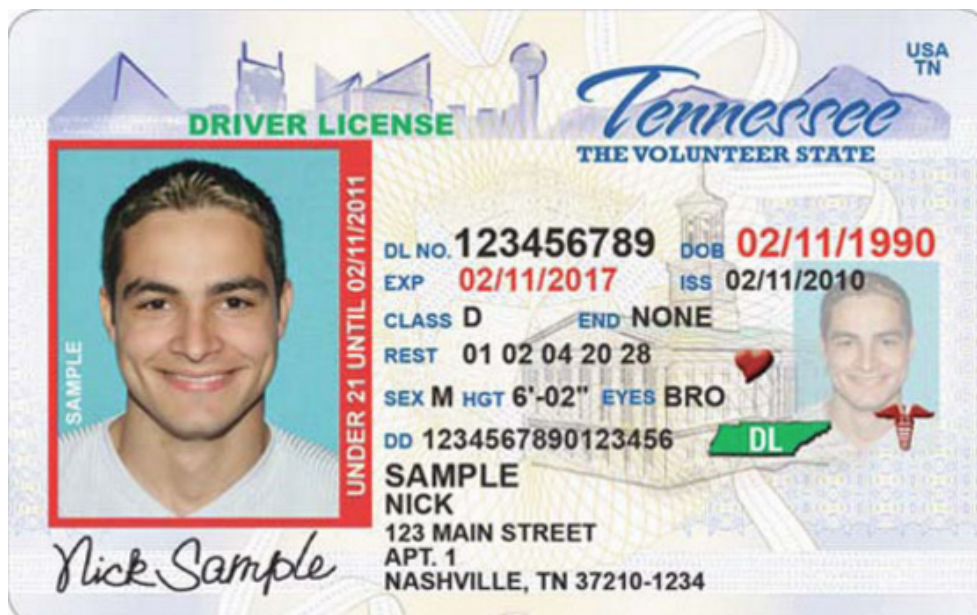 USA
TN
Tennessee
DRIVER LICENSE
THE VOLUNTEER STATE
SAMPLE
UNDER 21 UNTIL 02/11/2011
DL NO. 123456789 DOB 02/11/1990
EXP 02/11/2017 ISS 02/11/2010
CLASS D END NONE
REST 01 02 04 20 28
SEX M HGT 6'-02" EYES BRO
DD 1234567890123456 DL
SAMPLE
NICK
123 MAIN STREET
APT. 1
NASHVILLE, TN 37210-1234
Nick Sample